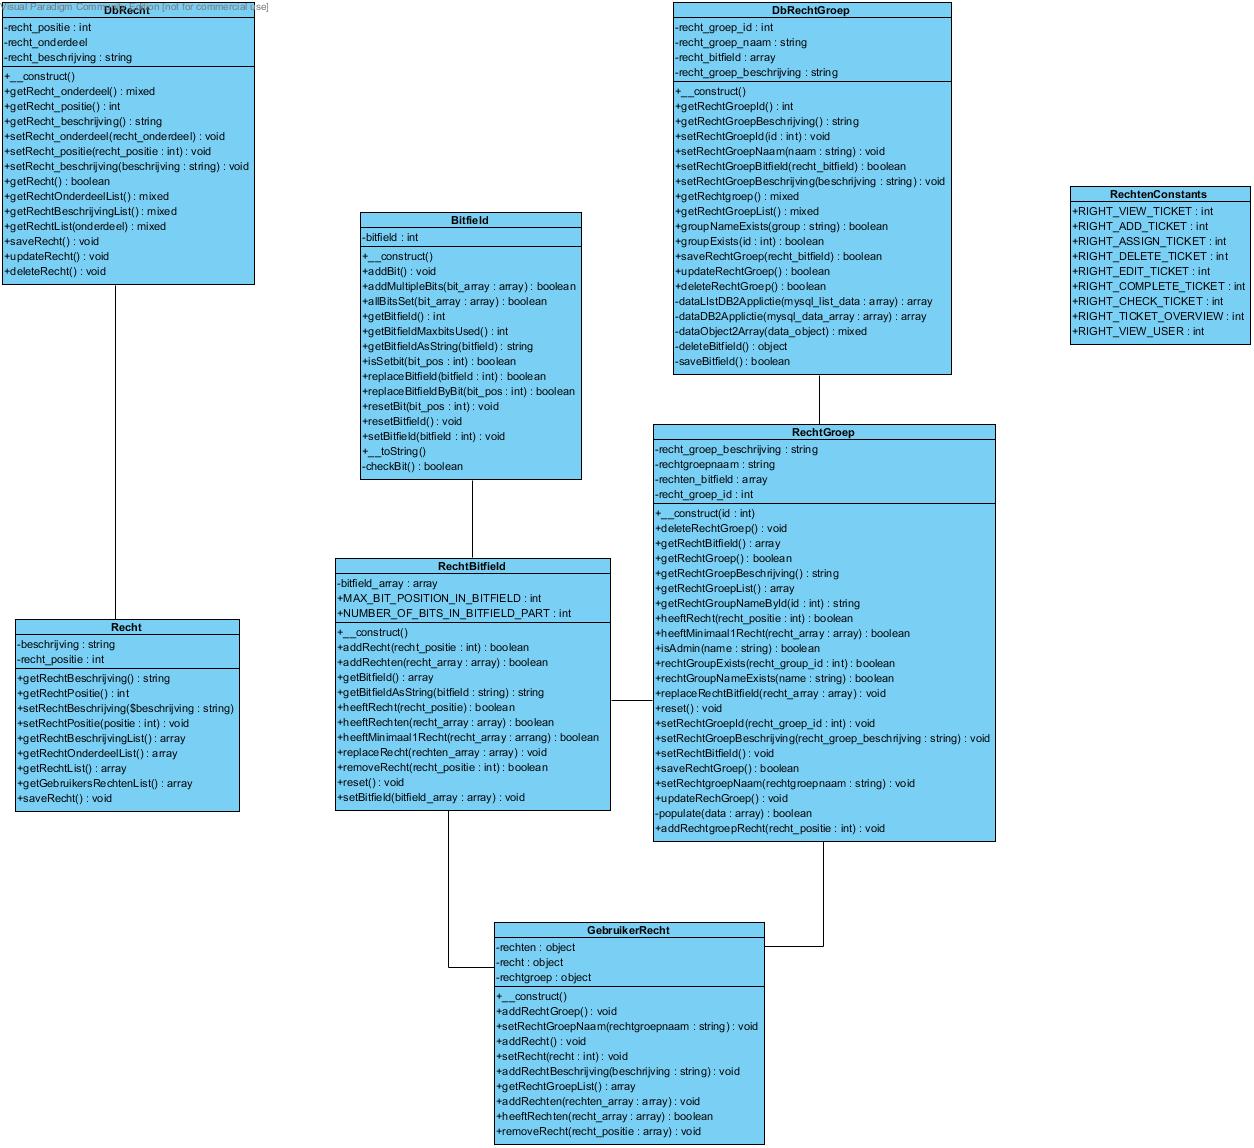 Visual Paradigm Community Edition [not for commercial use]
DbRecht
-recht_positie : int
-recht_onderdeel
-recht_beschrijving : string
+__construct()
+getRecht_onderdeel() : mixed
+getRecht_positie() : int
+getRecht_beschrijving() : string
+setRecht_onderdeel(recht_onderdeel) : void
+setRecht_positie(recht_positie : int) : void
+setRecht_beschrijving(beschrijving : string) : void
+getRecht() : boolean
+getRechtOnderdeelList() : mixed
+getRechtBeschrijvingList() : mixed
+getRechtList(onderdeel) : mixed
+saveRecht() : void
+updateRecht() : void
+deleteRecht() : void
DbRechtGroep
-recht_groep_id : int
-recht_groep_naam : string
-recht_bitfield : array
-recht_groep_beschrijving : string
+__construct()
+getRechtGroepId() : int
+getRechtGroepBeschrijving() : string
+setRechtGroepId(id : int) : void
+setRechtGroepNaam(naam : string) : void
+setRechtGroepBitfield(recht_bitfield) : boolean
+setRechtGroepBeschrijving(beschrijving : string) : void
+getRechtgroep() : mixed
+getRechtGroepList() : mixed
+groupNameExists(group : string) : boolean
+groupExists(id : int) : boolean
+saveRechtGroep(recht_bitfield) : boolean
+updateRechtGroep() : boolean
+deleteRechtGroep() : boolean
-dataLIstDB2Applictie(mysql_list_data : array) : array
-dataDB2Applictie(mysql_data_array : array) : array
-dataObject2Array(data_object) : mixed
-deleteBitfield() : object
-saveBitfield() : boolean
RechtenConstants
+RIGHT_VIEW_TICKET : int
+RIGHT_ADD_TICKET : int
+RIGHT_ASSIGN_TICKET : int
+RIGHT_DELETE_TICKET : int
+RIGHT_EDIT_TICKET : int
+RIGHT_COMPLETE_TICKET : int
+RIGHT_CHECK_TICKET : int
+RIGHT_TICKET_OVERVIEW : int
+RIGHT_VIEW_USER : int
Bitfield
-bitfield : int
+__construct()
+addBit() : void
+addMultipleBits(bit_array : array) : boolean
+allBitsSet(bit_array : array) : boolean
+getBitfield() : int
+getBitfieldMaxbitsUsed() : int
+getBitfieldAsString(bitfield) : string
+isSetbit(bit_pos : int) : boolean
+replaceBitfield(bitfield : int) : boolean
+replaceBitfieldByBit(bit_pos : int) : boolean
+resetBit(bit_pos : int) : void
+resetBitfield() : void
+setBitfield(bitfield : int) : void
+__toString()
-checkBit() : boolean
RechtGroep
-recht_groep_beschrijving : string
-rechtgroepnaam : string
-rechten_bitfield : array
-recht_groep_id : int
+__construct(id : int)
+deleteRechtGroep() : void
+getRechtBitfield() : array
+getRechtGroep() : boolean
+getRechtGroepBeschrijving() : string
+getRechtGroepList() : array
+getRechtGroupNameById(id : int) : string
+heeftRecht(recht_positie : int) : boolean
+heeftMinimaal1Recht(recht_array : array) : boolean
+isAdmin(name : string) : boolean
+rechtGroupExists(recht_group_id : int) : boolean
+rechtGroupNameExists(name : string) : boolean
+replaceRechtBitfield(recht_array : array) : void
+reset() : void
+setRechtGroepId(recht_groep_id : int) : void
+setRechtGroepBeschrijving(recht_groep_beschrijving : string) : void
+setRechtBitfield() : void
+saveRechtGroep() : boolean
+setRechtgroepNaam(rechtgroepnaam : string) : void
+updateRechGroep() : void
-populate(data : array) : boolean
+addRechtgroepRecht(recht_positie : int) : void
RechtBitfield
-bitfield_array : array
+MAX_BIT_POSITION_IN_BITFIELD : int
+NUMBER_OF_BITS_IN_BITFIELD_PART : int
+__construct()
+addRecht(recht_positie : int) : boolean
+addRechten(recht_array : array) : boolean
+getBitfield() : array
+getBitfieldAsString(bitfield : string) : string
+heeftRecht(recht_positie) : boolean
+heeftRechten(recht_array : array) : boolean
+heeftMinimaal1Recht(recht_array : arrang) : boolean
+replaceRecht(rechten_array : array) : void
+removeRecht(recht_positie : int) : boolean
+reset() : void
+setBitfield(bitfield_array : array) : void
Recht
-beschrijving : string
-recht_positie : int
+getRechtBeschrijving() : string
+getRechtPositie() : int
+setRechtBeschrijving($beschrijving : string)
+setRechtPositie(positie : int) : void
+getRechtBeschrijvingList() : array
+getRechtOnderdeelList() : array
+getRechtList() : array
+getGebruikersRechtenList() : array
+saveRecht() : void
GebruikerRecht
-rechten : object
-recht : object
-rechtgroep : object
+__construct()
+addRechtGroep() : void
+setRechtGroepNaam(rechtgroepnaam : string) : void
+addRecht() : void
+setRecht(recht : int) : void
+addRechtBeschrijving(beschrijving : string) : void
+getRechtGroepList() : array
+addRechten(rechten_array : array) : void
+heeftRechten(recht_array : array) : boolean
+removeRecht(recht_positie : array) : void